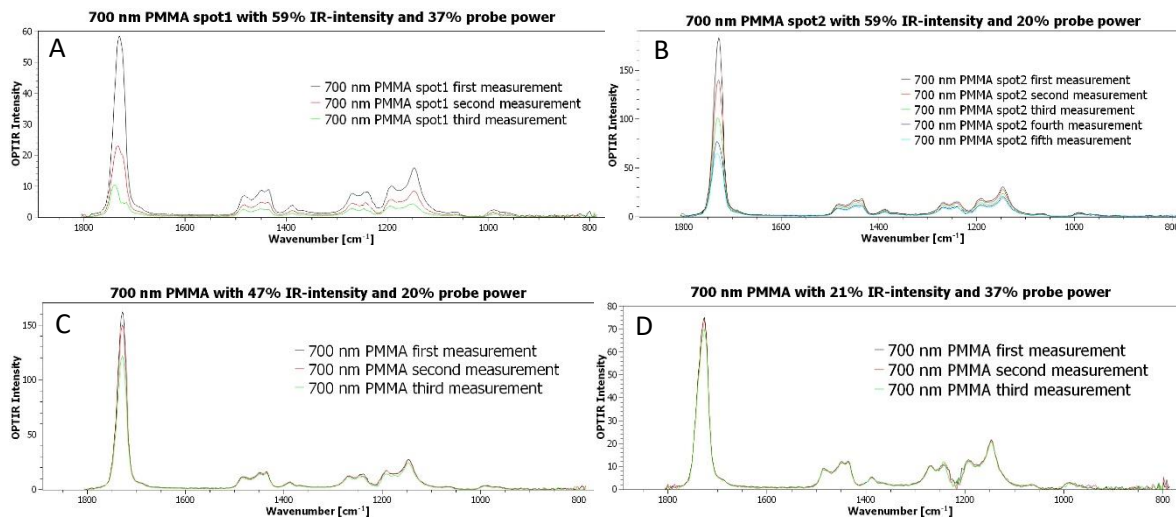 700 nm PMMA spot1 with 59% IR-intensity and 37% probe power
A
OPTIR Intensity
60
50
40
30
20
10
0
700 nm PMMA spot1 first measurement
700 nm PMMA spot1 second measurement
700 nm PMMA spot1 third measurement
1800 1600 1400 1200 1000 800
Wavenumber [cm⁻¹]
700 nm PMMA spot2 with 59% IR-intensity and 20% probe power
B
OPTIR Intensity
150
100
50
0
700 nm PMMA spot2 first measurement
700 nm PMMA spot2 second measurement
700 nm PMMA spot2 third measurement
700 nm PMMA spot2 fourth measurement
700 nm PMMA spot2 fifth measurement
1800 1600 1400 1200 1000 800
Wavenumber [cm⁻¹]
700 nm PMMA with 47% IR-intensity and 20% probe power
C
OPTIR Intensity
150
100
50
0
700 nm PMMA first measurement
700 nm PMMA second measurement
700 nm PMMA third measurement
1800 1600 1400 1200 1000 800
Wavenumber [cm⁻¹]
700 nm PMMA with 21% IR-intensity and 37% probe power
D
OPTIR Intensity
80
70
60
50
40
30
20
10
0
700 nm PMMA first measurement
700 nm PMMA second measurement
700 nm PMMA third measurement
1800 1600 1400 1200 1000 800
Wavenumber [cm⁻¹]